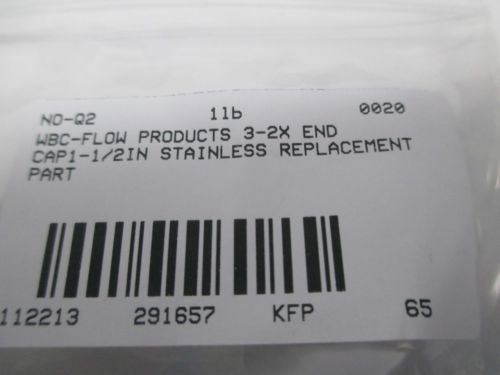 NO-Q2 1lb 0020
WBC-FLOW PRODUCTS 3-2X END
CAP1-1/2IN STAINLESS REPLACEMENT
PART
112213 291657 KFP 65